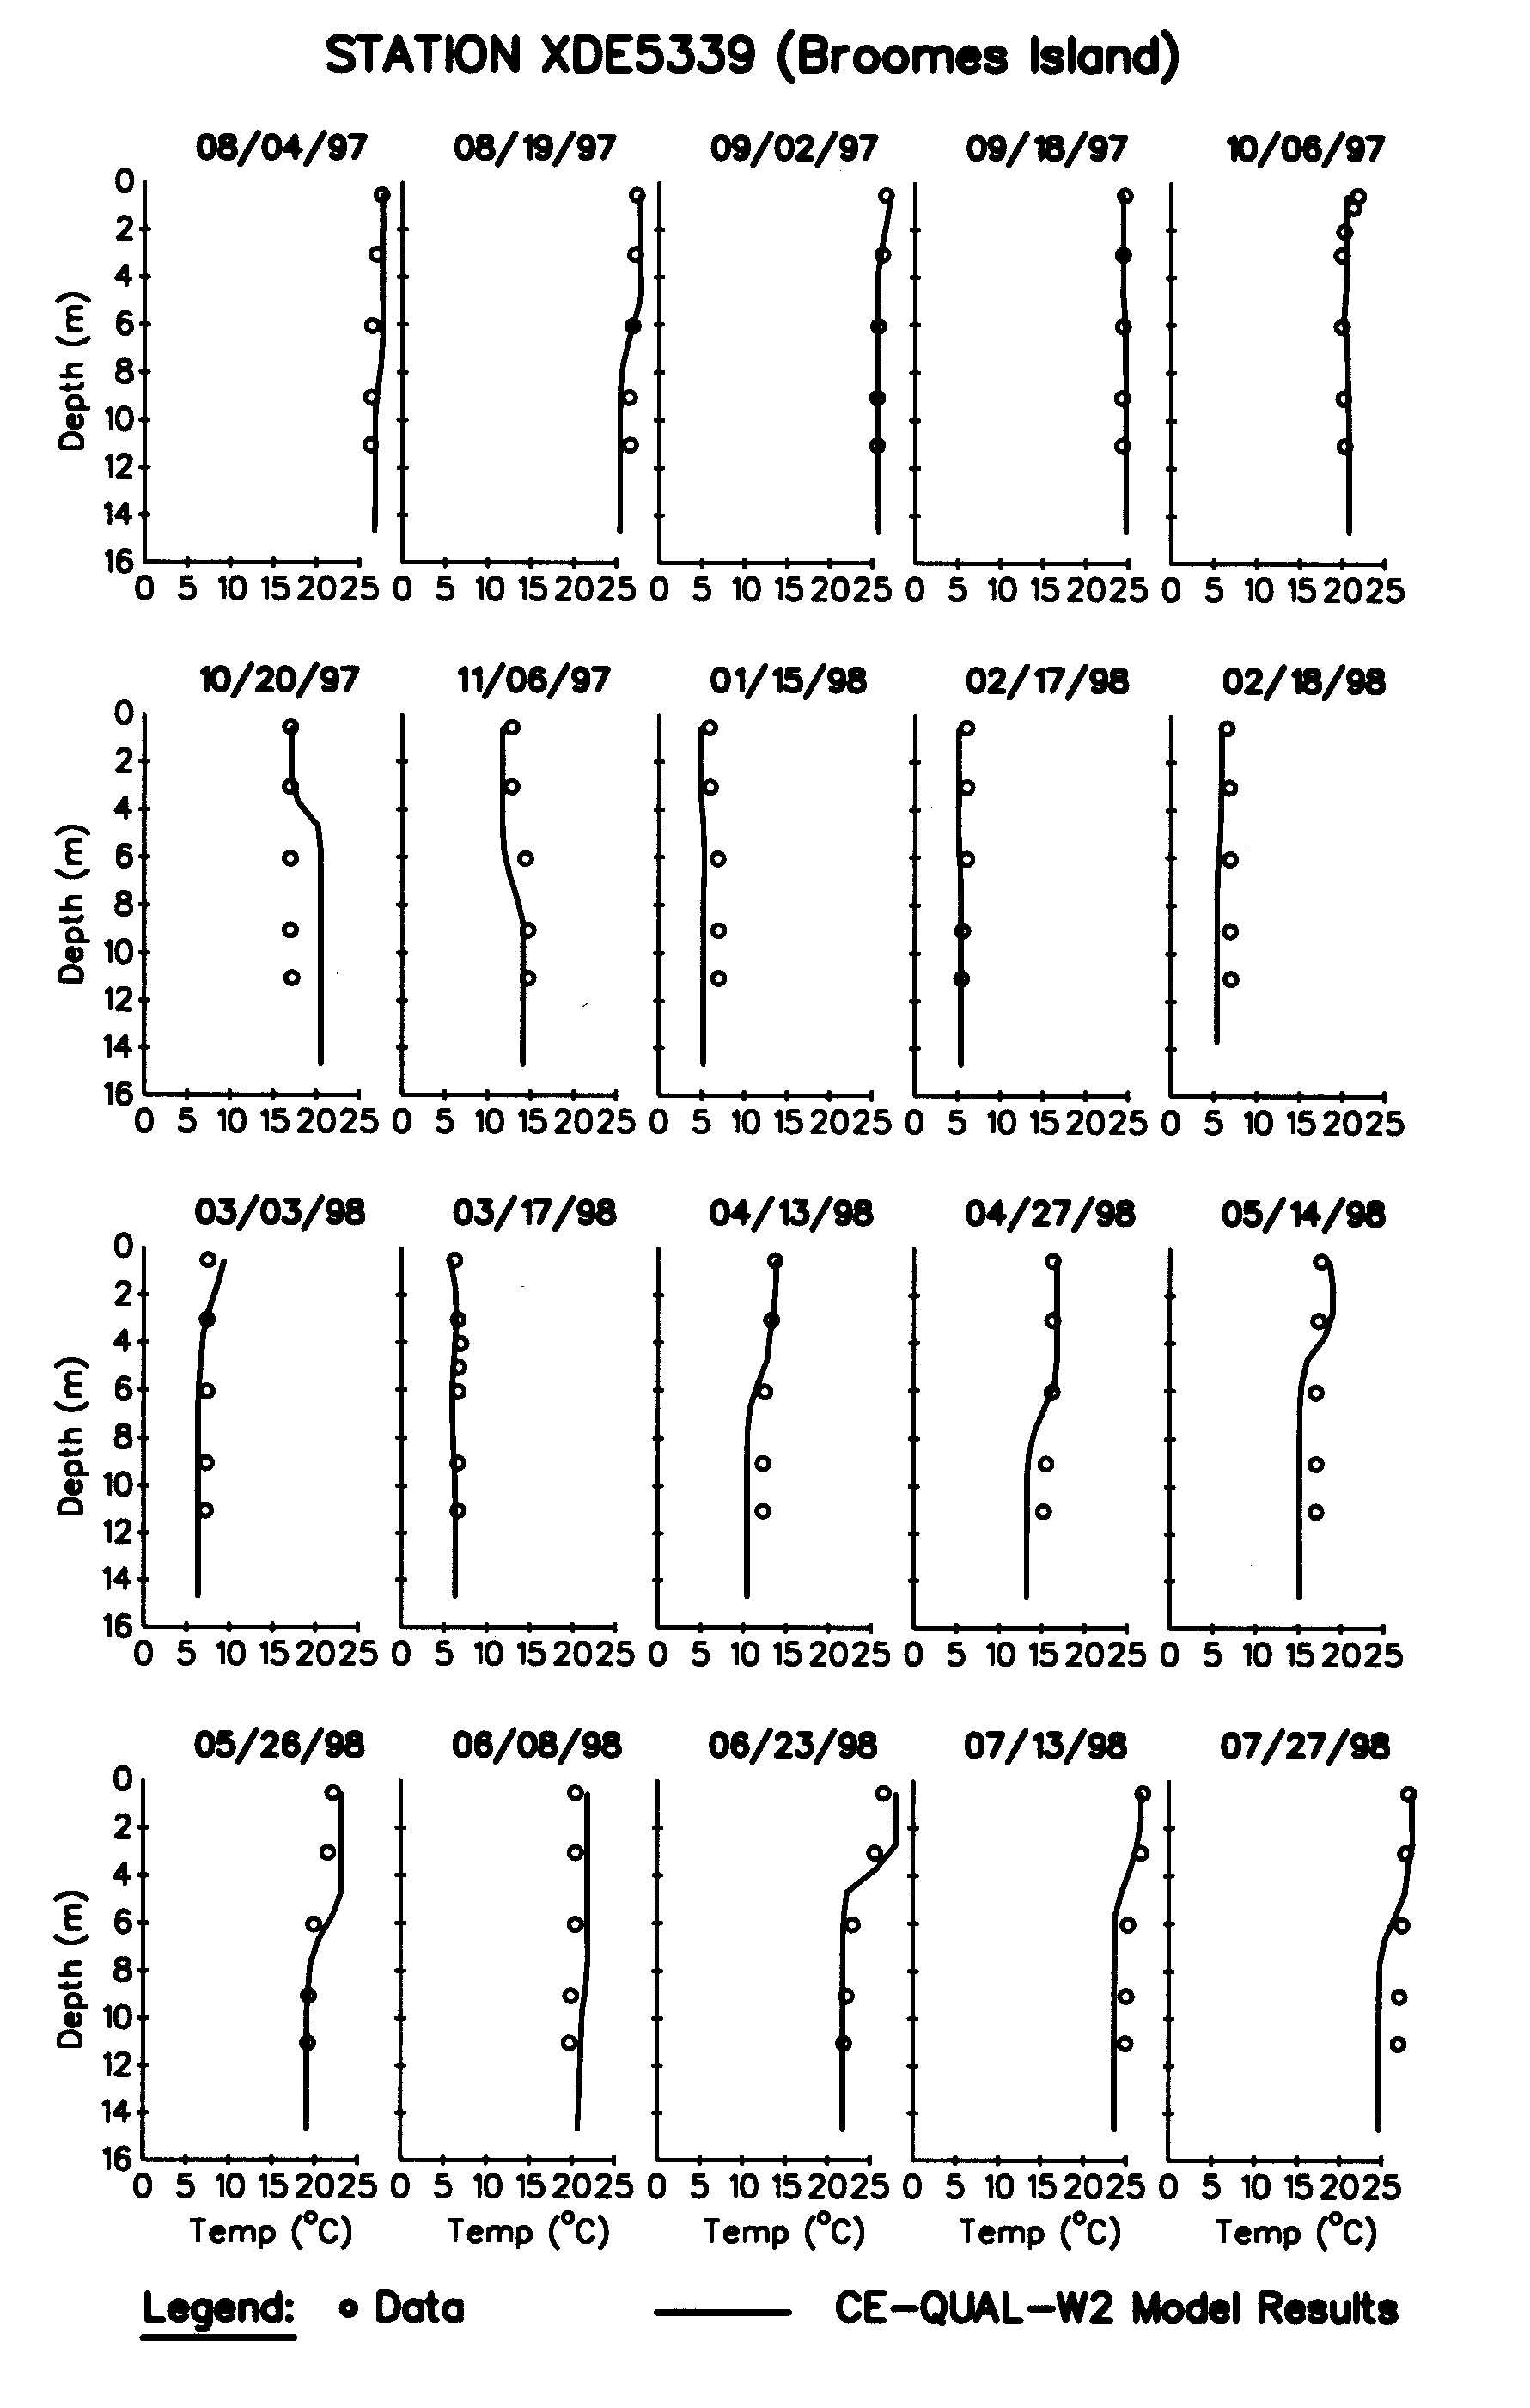 STATION XDE5339 (Broomes Island)
08/04/97 08/19/97 09/02/97 09/18/97 10/06/97
0
2
4
6
8
10
12
14
16
Depth (m)
0 5 10 15 20 25 0 5 10 15 20 25 0 5 10 15 20 25 0 5 10 15 20 25 0 5 10 15 20 25
10/20/97 11/06/97 01/15/98 02/17/98 02/18/98
0
2
4
6
8
10
12
14
16
Depth (m)
0 5 10 15 20 25 0 5 10 15 20 25 0 5 10 15 20 25 0 5 10 15 20 25 0 5 10 15 20 25
03/03/98 03/17/98 04/13/98 04/27/98 05/14/98
0
2
4
6
8
10
12
14
16
Depth (m)
0 5 10 15 20 25 0 5 10 15 20 25 0 5 10 15 20 25 0 5 10 15 20 25 0 5 10 15 20 25
05/26/98 06/08/98 06/23/98 07/13/98 07/27/98
0
2
4
6
8
10
12
14
16
Depth (m)
0 5 10 15 20 25 0 5 10 15 20 25 0 5 10 15 20 25 0 5 10 15 20 25 0 5 10 15 20 25
Temp (°C) Temp (°C) Temp (°C) Temp (°C) Temp (°C)
Legend: Data CE-QUAL-W2 Model Results